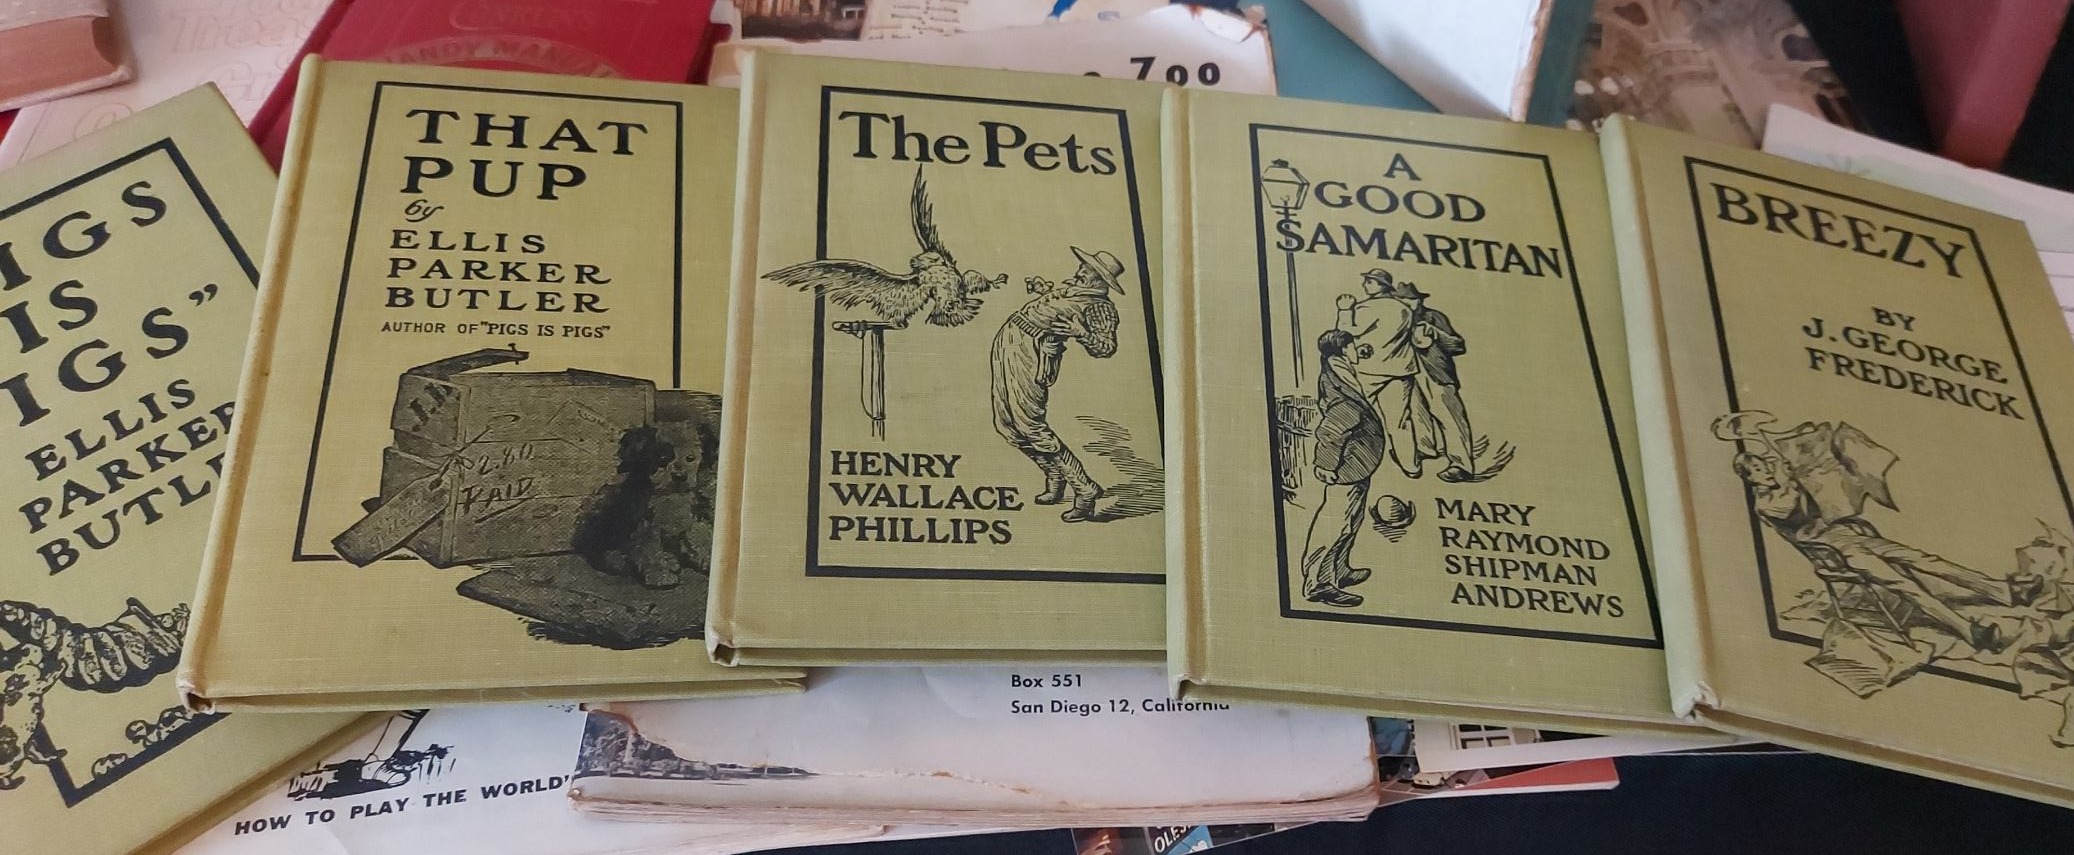 IGS
IS
IGS"
ELLIS
PARKER
BUTL
THAT
PUP
by
ELLIS
PARKER
BUTLER
AUTHOR OF "PIGS IS PIGS"
2.80
PAID
The Pets
HENRY
WALLACE
PHILLIPS
A
GOOD
SAMARITAN
MARY
RAYMOND
SHIPMAN
ANDREWS
BREEZY
BY
J. GEORGE
FREDERICK
700
Box 551
San Diego 12, California
HOW TO PLAY THE WORLD'